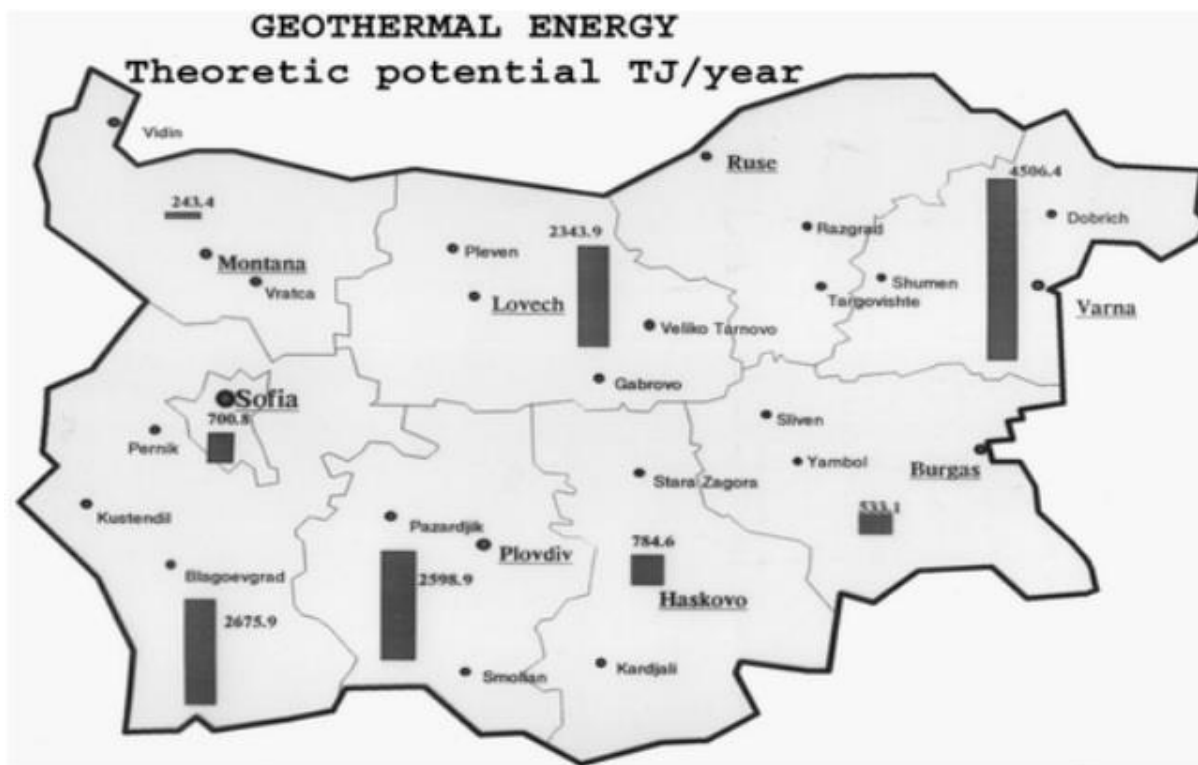 GEOTHERMAL ENERGY
Theoretic potential TJ/year
Vidin
Ruse
4506.4
243.4
Dobrich
2343.9
Razgrad
Pleven
Montana
Shumen
Vratca
Targovishte
Lovech
Varna
Veliko Tarnovo
Gabrovo
Sofia
700.8
Sliven
Pernik
Yambol
Burgas
Stara Zagora
Kustendil
533.1
Pazardjik
784.6
Plovdiv
Blagoevgrad
2598.9
Haskovo
2675.9
Kardjali
Smolian